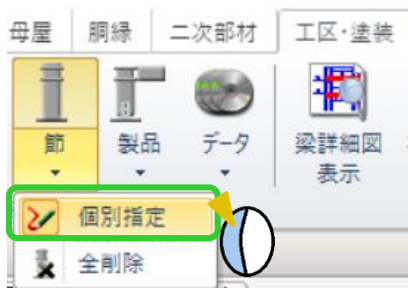 母屋 胴縁 二次部材 工区・塗装
節 製品 データ 梁詳細図
表示
個別指定
全削除